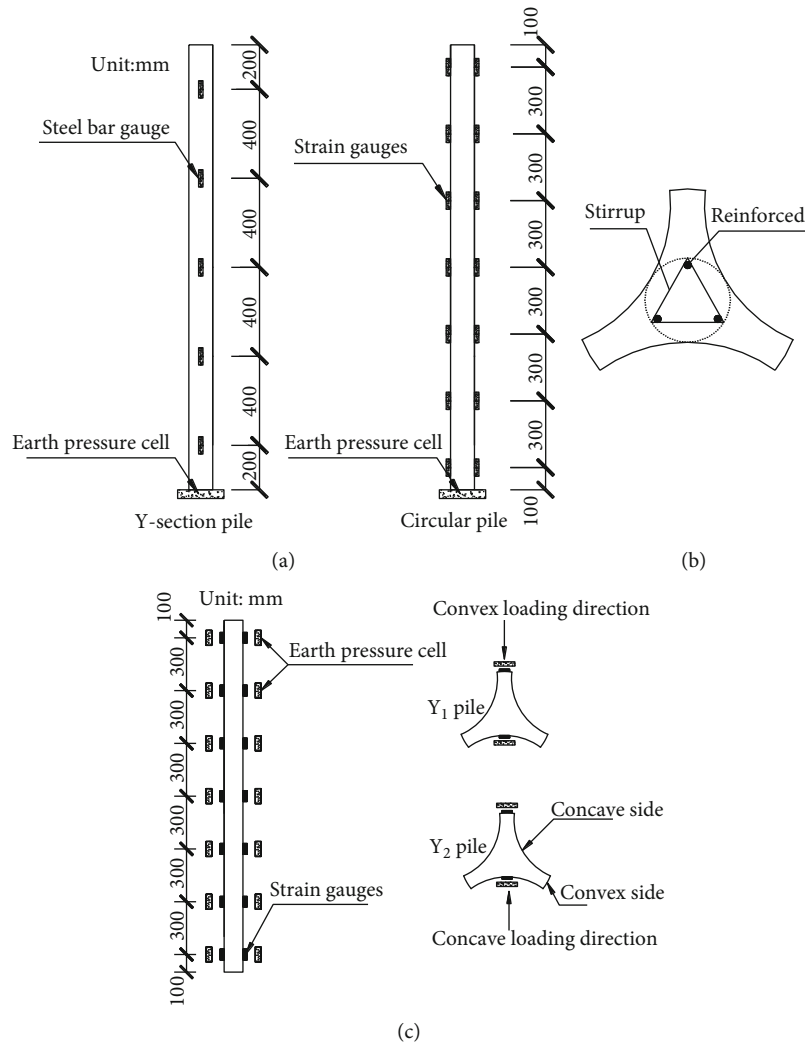 Unit:mm
Steel bar gauge
Earth pressure cell
200
400
400
400
400
200
Y-section pile
Strain gauges
Earth pressure cell
100
300
300
300
300
300
300
100
Circular pile
(a)
Stirrup
Reinforced
(b)
Unit: mm
100
300
300
300
300
300
300
100
Earth pressure cell
Strain gauges
Convex loading direction
Y1 pile
Y2 pile
Concave side
Convex side
Concave loading direction
(c)